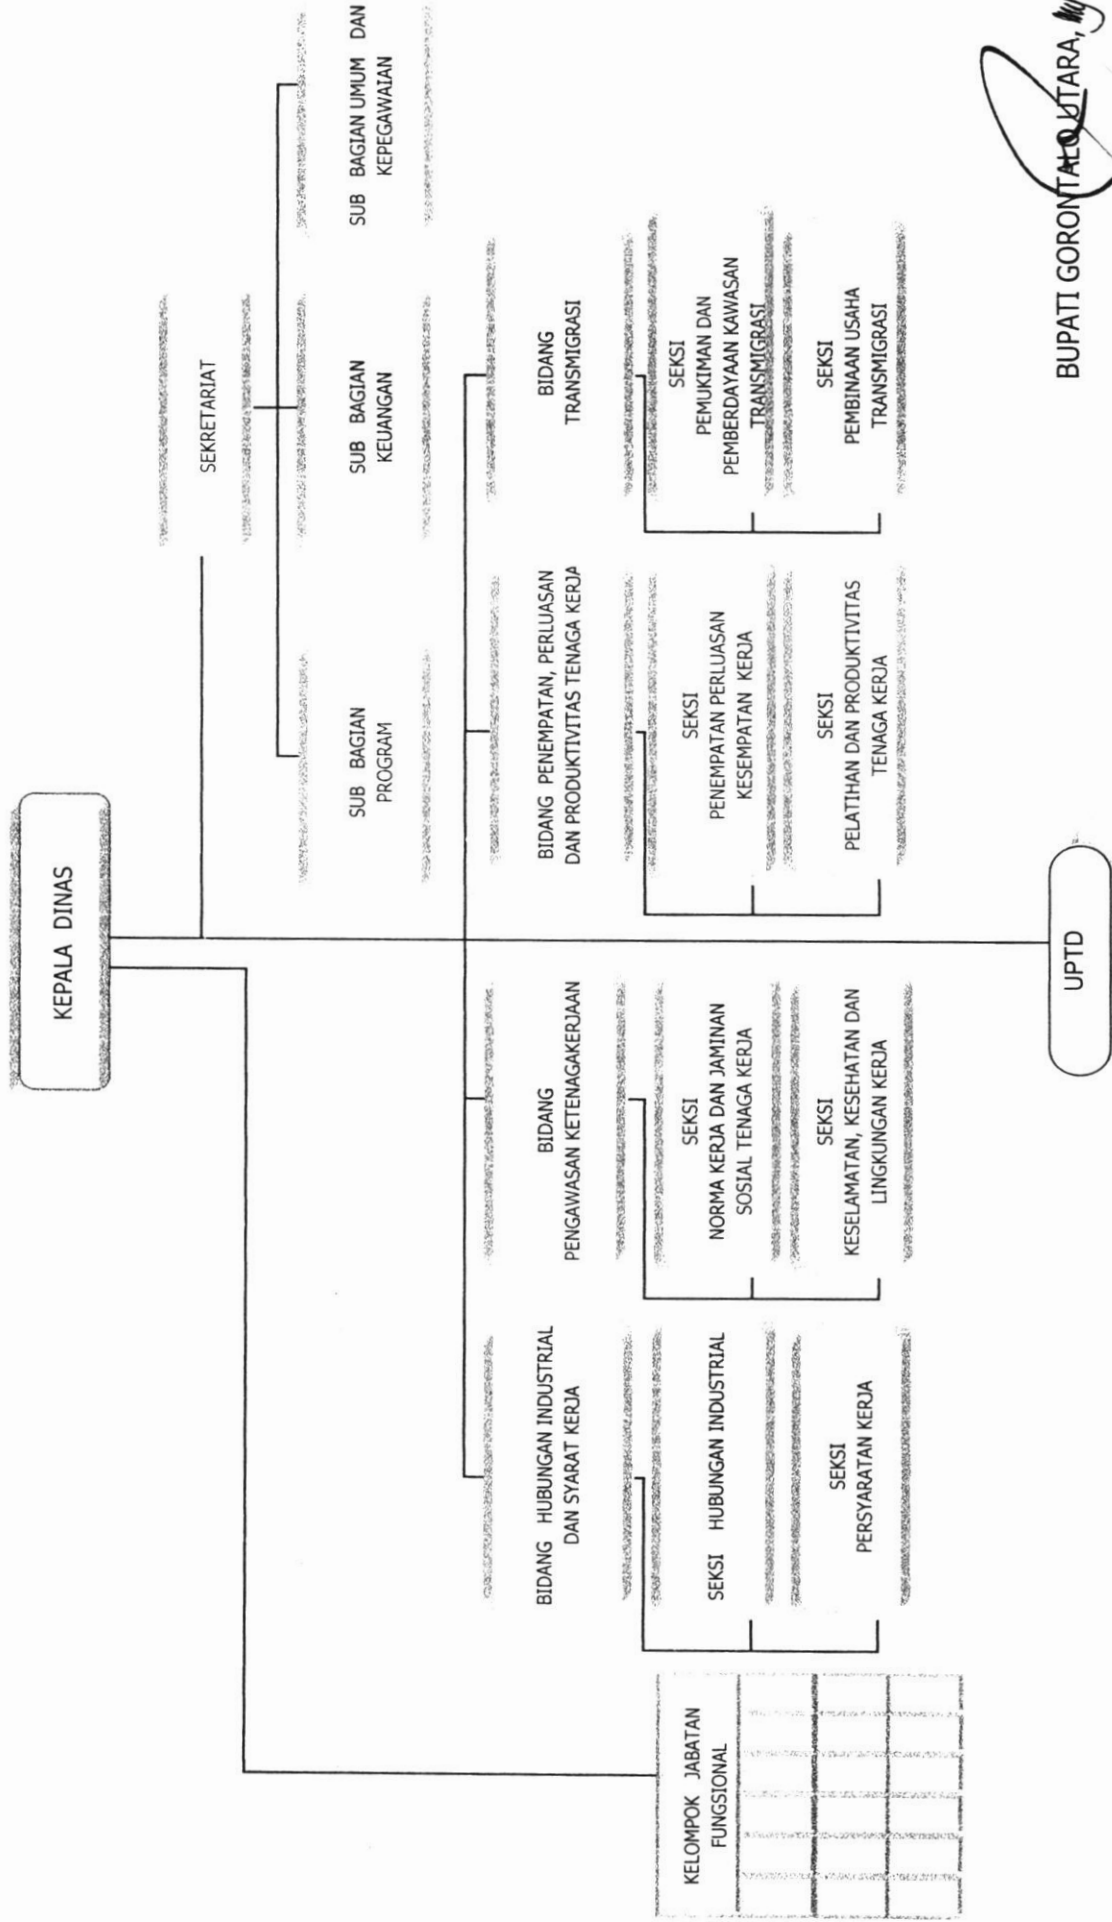 KEPALA DINAS
SEKRETARIAT
SUB BAGIAN
PROGRAM
SUB BAGIAN
KEUANGAN
SUB BAGIAN UMUM DAN
KEPEGAWAIAN
BIDANG HUBUNGAN INDUSTRIAL
DAN SYARAT KERJA
BIDANG
PENGAWASAN KETENAGAKERJAAN
BIDANG PENEMPATAN, PERLUASAN
DAN PRODUKTIVITAS TENAGA KERJA
BIDANG
TRANSMIGRASI
KELOMPOK JABATAN
FUNGSIONAL
SEKSI HUBUNGAN INDUSTRIAL
SEKSI
NORMA KERJA DAN JAMINAN
SOSIAL TENAGA KERJA
SEKSI
PENEMPATAN PERLUASAN
KESEMPATAN KERJA
SEKSI
PEMUKIMAN DAN
PEMBERDAYAAN KAWASAN
TRANSMIGRASI
SEKSI
PERSYARATAN KERJA
SEKSI
KESELAMATAN, KESEHATAN DAN
LINGKUNGAN KERJA
SEKSI
PELATIHAN DAN PRODUKTIVITAS
TENAGA KERJA
SEKSI
PEMBINAAN USAHA
TRANSMIGRASI
UPTD
BUPATI GORONTALO UTARA,